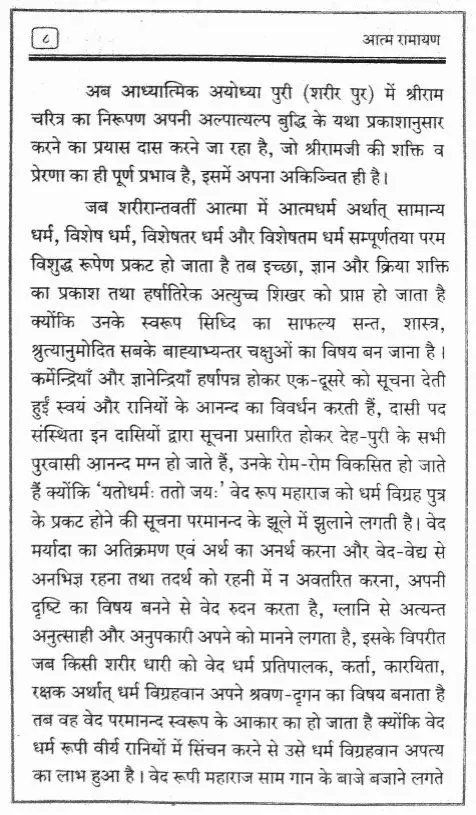 ८
आत्म रामायण
अब आध्यात्मिक अयोध्या पुरी (शरीर पुर) में श्रीराम
चरित्र का निरूपण अपनी अल्पात्यल्प बुद्धि के यथा प्रकाशानुसार
करने का प्रयास दास करने जा रहा है, जो श्रीरामजी की शक्ति व
प्रेरणा का ही पूर्ण प्रभाव है, इसमें अपना अकिञ्चित ही है।
जब शरीरान्तवर्ती आत्मा में आत्मधर्म अर्थात् सामान्य
धर्म, विशेष धर्म, विशेषतर धर्म और विशेषतम धर्म सम्पूर्णतया परम
विशुद्ध रूपेण प्रकट हो जाता है तब इच्छा, ज्ञान और क्रिया शक्ति
का प्रकाश तथा हर्षातिरेक अत्युच्च शिखर को प्राप्त हो जाता है
क्योंकि उनके स्वरूप सिध्दि का साफल्य सन्त, शास्त्र,
श्रुत्यानुमोदित सबके बाह्याभ्यन्तर चक्षुओं का विषय बन जाना है।
कर्मेन्द्रियाँ और ज्ञानेन्द्रियाँ हर्षापन्न होकर एक-दूसरे को सूचना देती
हुईं स्वयं और रानियों के आनन्द का विवर्धन करती हैं, दासी पद
संस्थिता इन दासियों द्वारा सूचना प्रसारित होकर देह-पुरी के सभी
पुरवासी आनन्द मग्न हो जाते हैं, उनके रोम-रोम विकसित हो जाते
हैं क्योंकि 'यतोधर्मः ततो जयः' वेद रूप महाराज को धर्म विग्रह पुत्र
के प्रकट होने की सूचना परमानन्द के झूले में झुलाने लगती है। वेद
मर्यादा का अतिक्रमण एवं अर्थ का अनर्थ करना और वेद-वेद्य से
अनभिज्ञ रहना तथा तदर्थ को रहनी में न अवतरित करना, अपनी
दृष्टि का विषय बनने से वेद रुदन करता है, ग्लानि से अत्यन्त
अनुत्साही और अनुपकारी अपने को मानने लगता है, इसके विपरीत
जब किसी शरीर धारी को वेद धर्म प्रतिपालक, कर्ता, कारयिता,
रक्षक अर्थात् धर्म विग्रहवान अपने श्रवण-दृगन का विषय बनाता है
तब वह वेद परमानन्द स्वरूप के आकार का हो जाता है क्योंकि वेद
धर्म रूपी वीर्य रानियों में सिंचन करने से उसे धर्म विग्रहवान अपत्य
का लाभ हुआ है। वेद रूपी महाराज साम गान के बाजे बजाने लगते